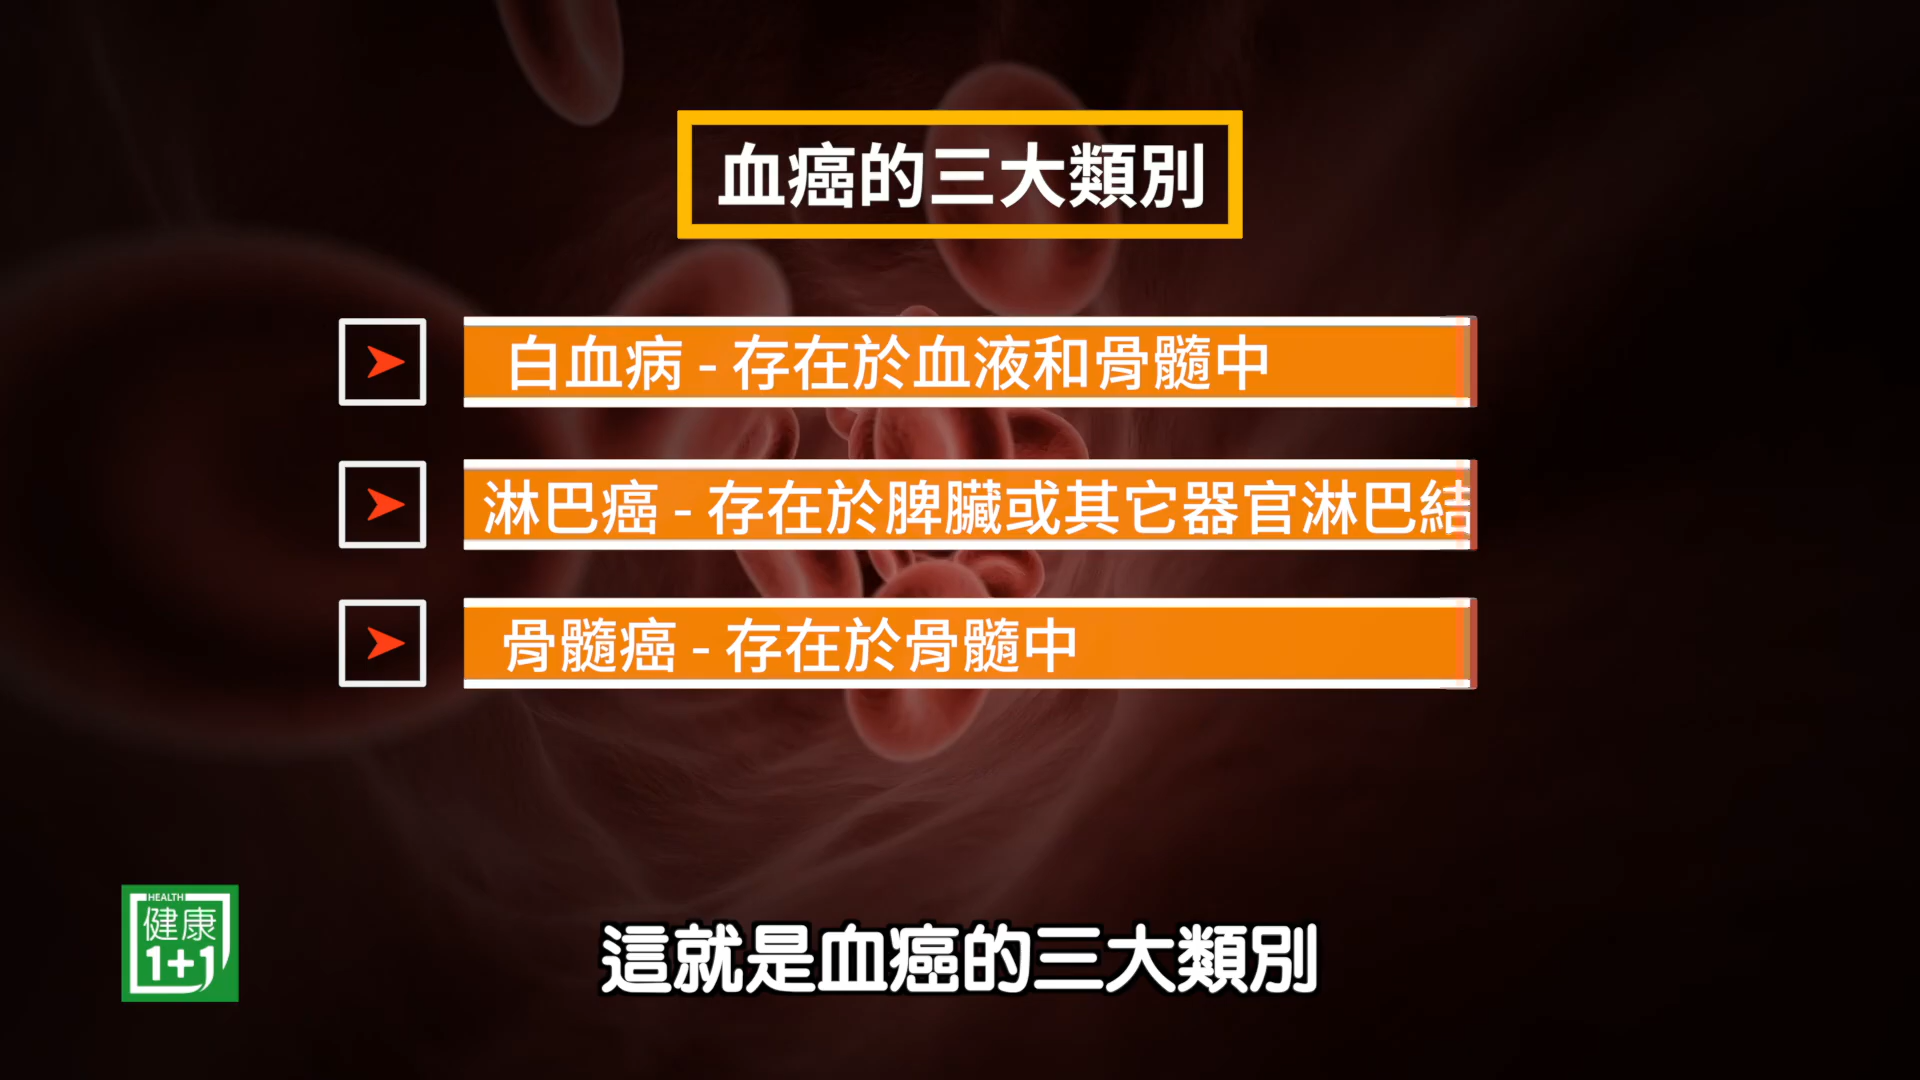 血癌的三大類別
白血病 - 存在於血液和骨髓中
淋巴癌 - 存在於脾臟或其它器官淋巴結
骨髓癌 - 存在於骨髓中
HEALTH
健康
1+1
這就是血癌的三大類別